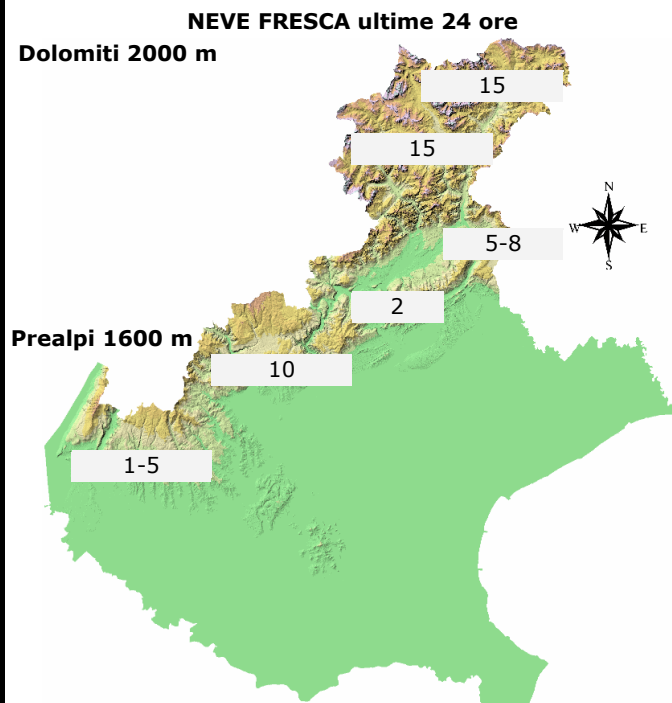 NEVE FRESCA ultime 24 ore
Dolomiti 2000 m
15
15
N
W E
S
5-8
2
Prealpi 1600 m
10
1-5